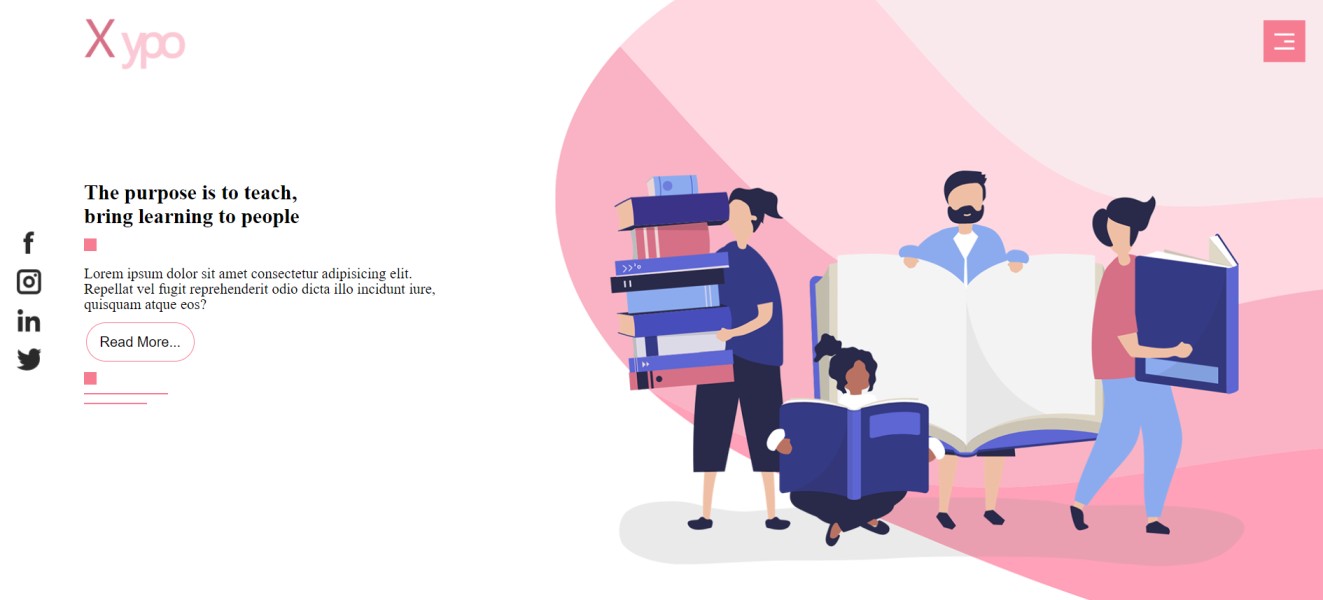 X ypo
The purpose is to teach,
bring learning to people
Lorem ipsum dolor sit amet consectetur adipisicing elit.
Repellat vel fugit reprehenderit odio dicta illo incidunt iure,
quisquam atque eos?
Read More...